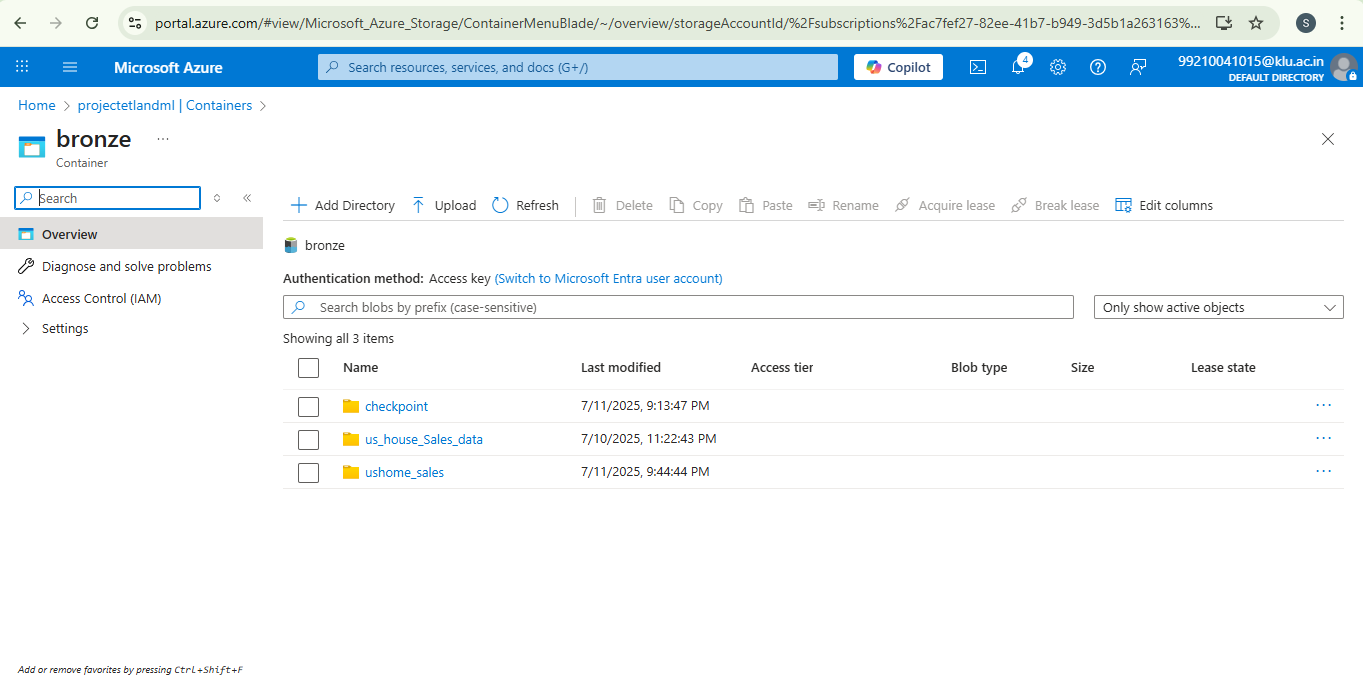 portal.azure.com/#view/Microsoft_Azure_Storage/ContainerMenuBlade/~/overview/storageAccountId/%2Fsubscriptions%2Fac7fef27-82ee-41b7-b949-3d5b1a263163%...
S
Microsoft Azure
Search resources, services, and docs (G+/)
Copilot
4
99210041015@klu.ac.in
DEFAULT DIRECTORY
Home > projectetlandml | Containers >
bronze ...
Container
Search
Overview
Diagnose and solve problems
Access Control (IAM)
Settings
Add Directory Upload Refresh Delete Copy Paste Rename Acquire lease Break lease Edit columns
bronze
Authentication method: Access key (Switch to Microsoft Entra user account)
Search blobs by prefix (case-sensitive) Only show active objects
Showing all 3 items
Name Last modified Access tier Blob type Size Lease state
checkpoint 7/11/2025, 9:13:47 PM ...
us_house_Sales_data 7/10/2025, 11:22:43 PM ...
ushome_sales 7/11/2025, 9:44:44 PM ...
Add or remove favorites by pressing Ctrl+Shift+F